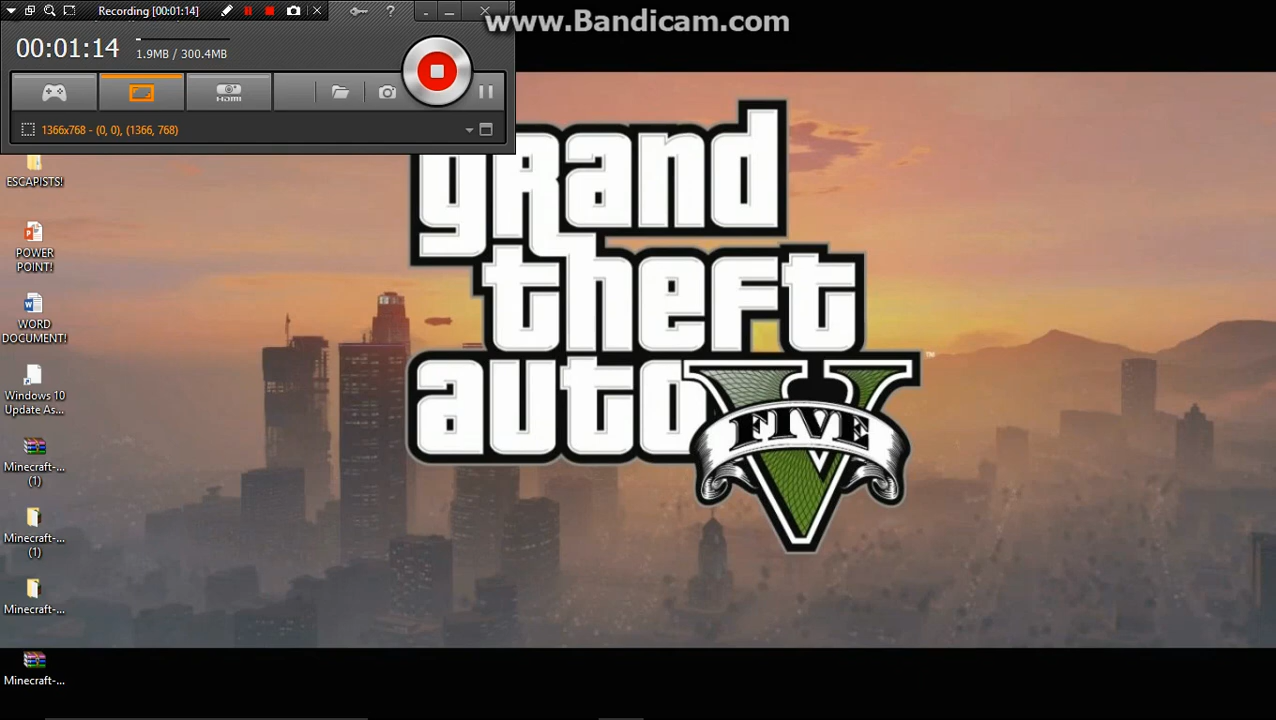 Recording [00:01:14]
www.Bandicam.com
00:01:14
1.9MB / 300.4MB
HDMI
1366x768 - (0, 0), (1366, 768)
grand
theft
auto V
FIVE
™
ESCAPISTS!
POWER
POINT!
WORD
DOCUMENT!
Windows 10
Update As...
Minecraft-...
(1)
Minecraft-...
(1)
Minecraft-...
Minecraft-...